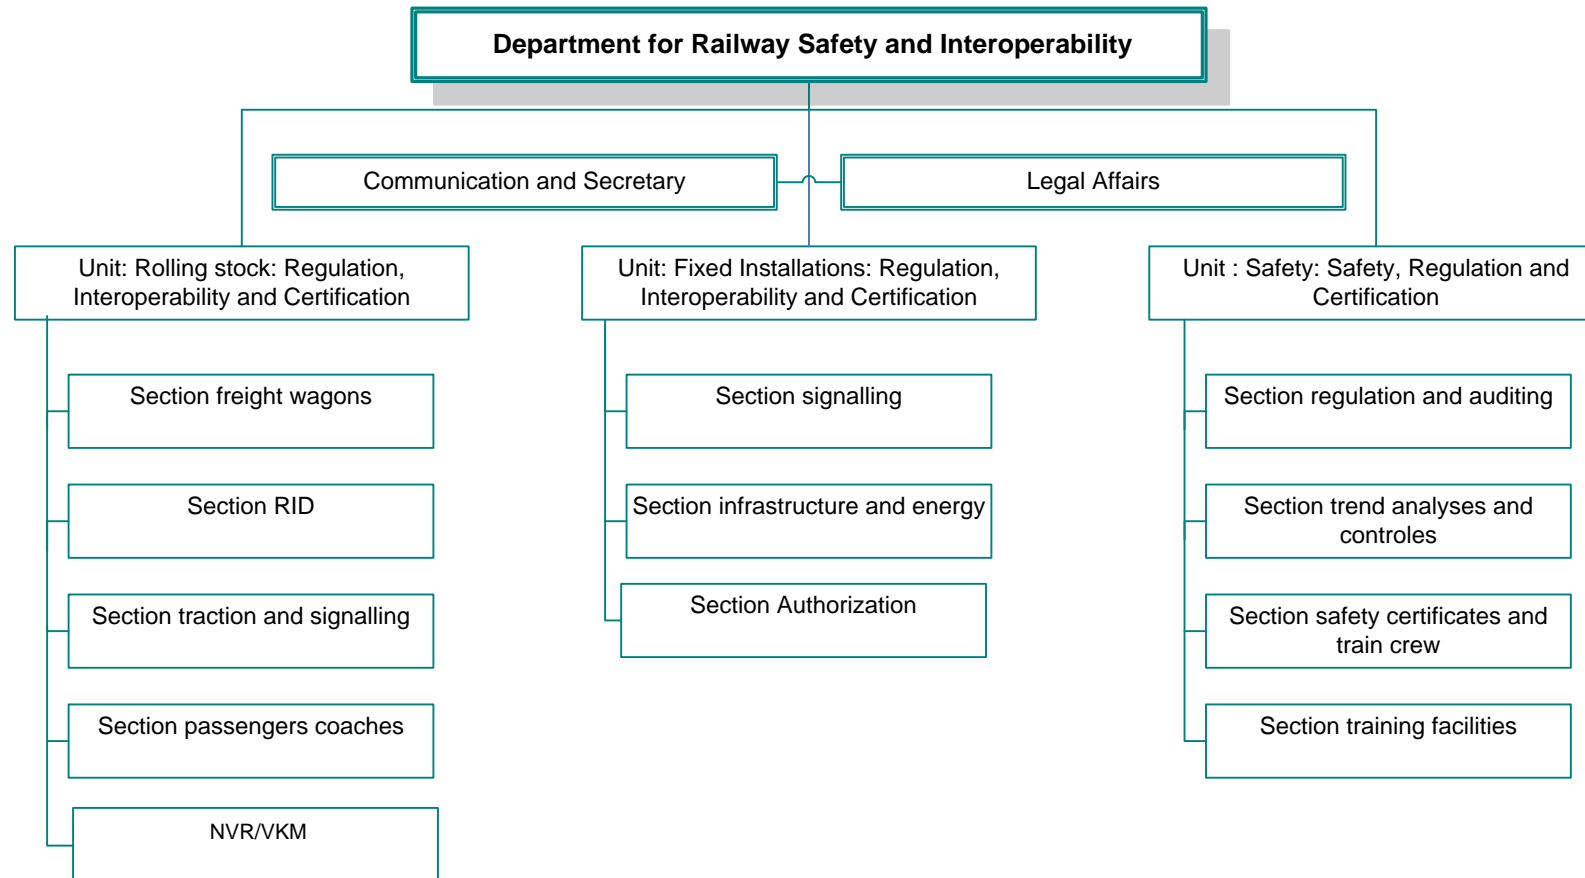 Department for Railway Safety and Interoperability
Communication and Secretary
Legal Affairs
Unit: Rolling stock: Regulation,
Interoperability and Certification
Unit: Fixed Installations: Regulation,
Interoperability and Certification
Unit : Safety: Safety, Regulation and
Certification
Section freight wagons
Section RID
Section traction and signalling
Section passengers coaches
NVR/VKM
Section signalling
Section infrastructure and energy
Section Authorization
Section regulation and auditing
Section trend analyses and
controles
Section safety certificates and
train crew
Section training facilities